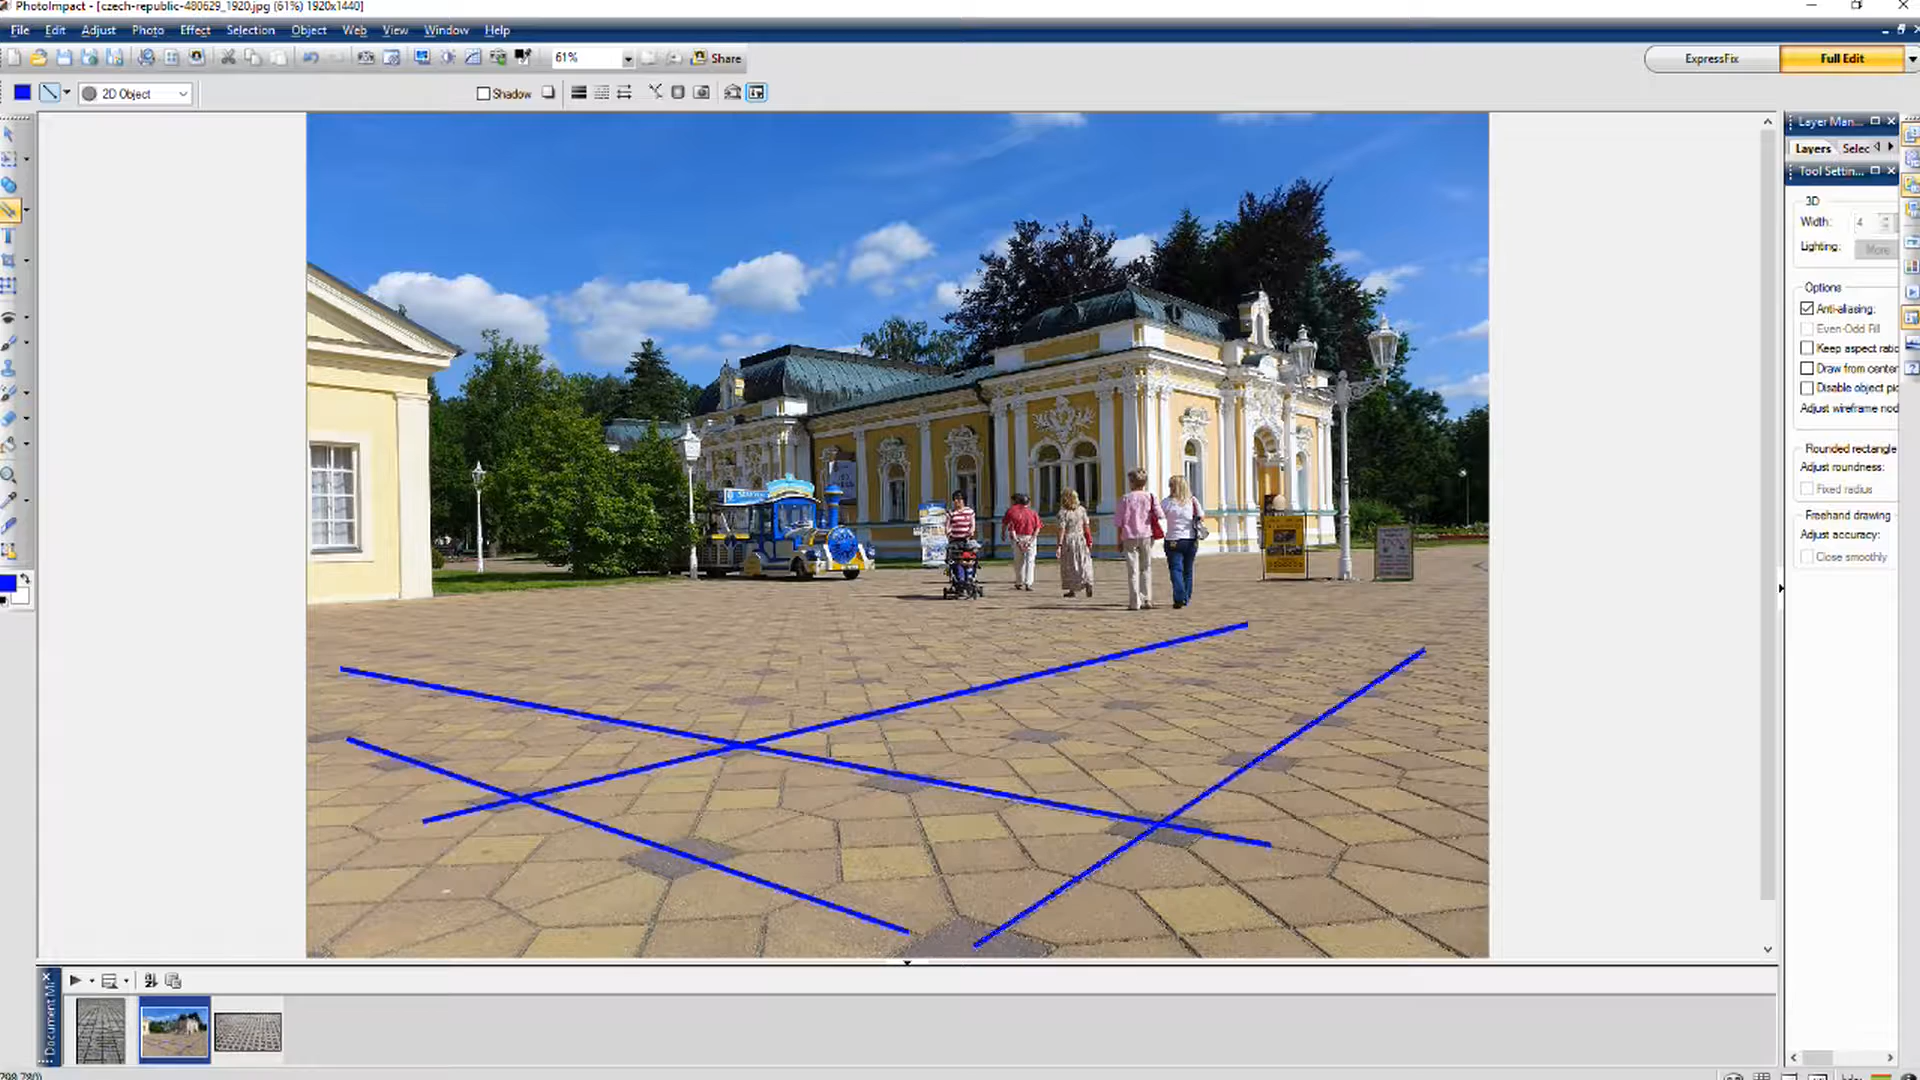 PhotoImpact - [czech-republic-480629_1920.jpg (61%) 1920x1440]
File Edit Adjust Photo Effect Selection Object Web View Window Help
61% Share ExpressFix Full Edit
2D Object Shadow
Layer Man...
Layers Selec
Tool Settin...
3D
Width: 4
Lighting: More
Options
Anti-aliasing:
Even-Odd Fill
Keep aspect ratio
Draw from center
Disable object pic
Adjust wireframe nod
Rounded rectangle
Adjust roundness:
Fixed radius
Freehand drawing
Adjust accuracy:
Close smoothly
798,780)